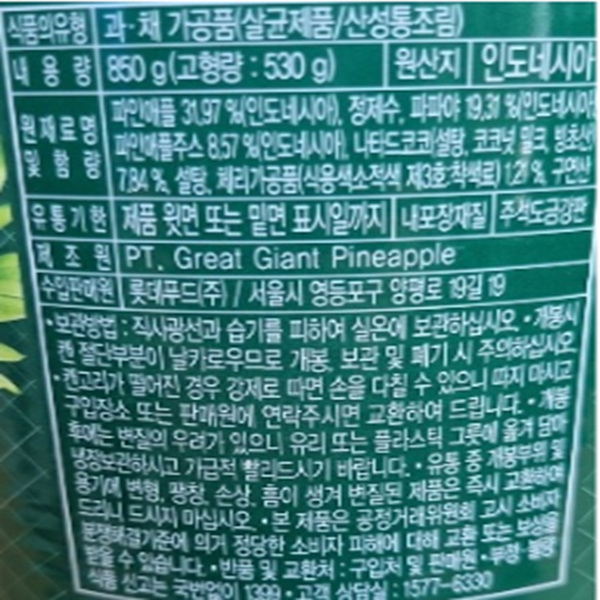 식품의유형 과·채 가공품(살균제품/산성통조림)
내 용 량 850 g(고형량 : 530 g) 원산지 인도네시아
원재료명 및 함량 파인애플 31.97 %(인도네시아), 정제수, 파파야 19.31 %(인도네시아)
파인애플주스 8.57 %(인도네시아), 나타드코코(설탕, 코코넛 밀크, 빙초산)
7.84 %, 설탕, 체리가공품(식용색소적색 제3호:착색료) 1.21 %, 구연산
유통기한 제품 윗면 또는 밑면 표시일까지 내포장재질 주석도금강판
제 조 원 PT. Great Giant Pineapple
수입판매원 롯데푸드(주) / 서울시 영등포구 양평로 19길 19
·보관방법 : 직사광선과 습기를 피하여 실온에 보관하십시오. ·개봉시
캔 절단부분이 날카로우므로 개봉, 보관 및 폐기 시 주의하십시오
·캔고리가 떨어진 경우 강제로 따면 손을 다칠 수 있으니 따지 마시고
구입장소 또는 판매원에 연락주시면 교환하여 드립니다. ·개봉
후에는 변질의 우려가 있으니 유리 또는 플라스틱 그릇에 옮겨 담아
냉장보관하시고 가급적 빨리드시기 바랍니다. ·유통 중 개봉부위 및
용기에 변형, 팽창, 손상, 흠이 생겨 변질된 제품은 즉시 교환하여
드리니 드시지 마십시오. ·본 제품은 공정거래위원회 고시 소비자
분쟁해결기준에 의거 정당한 소비자 피해에 대해 교환 또는 보상을
받을 수 있습니다. ·반품 및 교환처 : 구입처 및 판매원 ·부정·불량
식품 신고는 국번없이 1399 ·고객 상담실 : 1577-6330